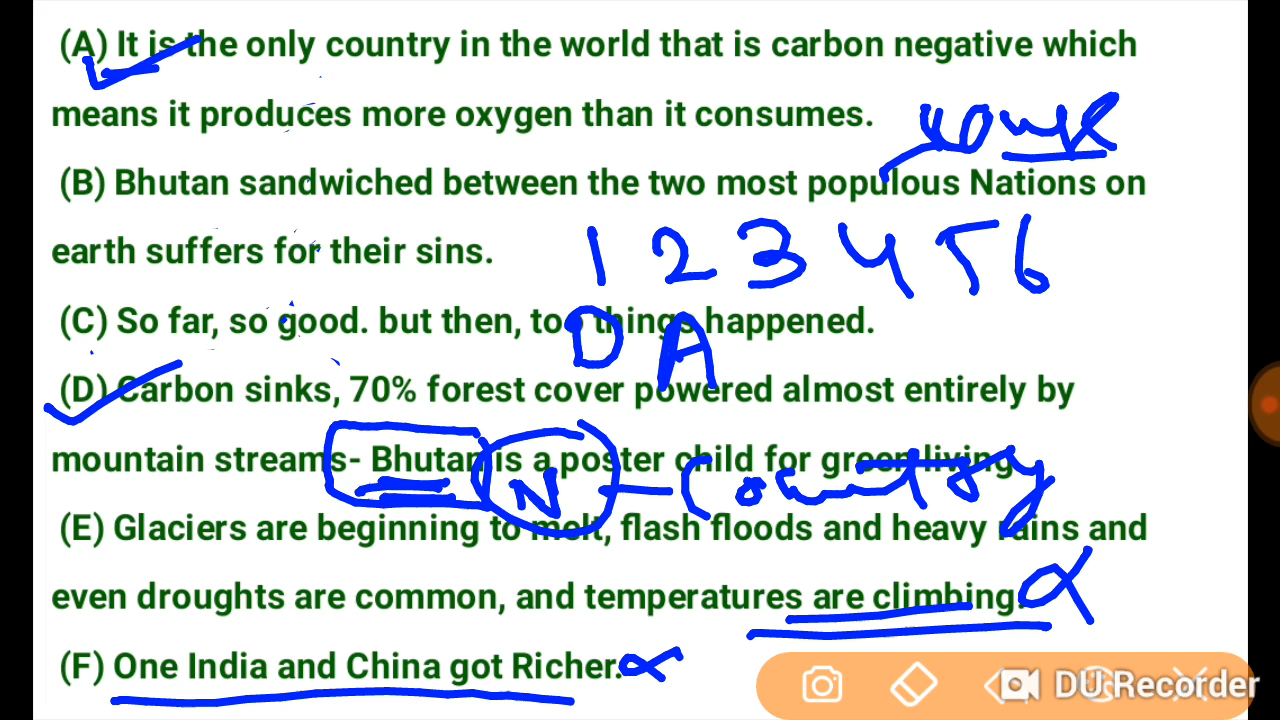 (A) It is the only country in the world that is carbon negative which
means it produces more oxygen than it consumes.
(B) Bhutan sandwiched between the two most populous Nations on
earth suffers for their sins.
1 2 3 4 5 6
(C) So far, so good. but then, too things happened.
D A
(D) Carbon sinks, 70% forest cover powered almost entirely by
mountain streams- Bhutan is a poster child for green living
N - Country
(E) Glaciers are beginning to melt, flash floods and heavy rains and
even droughts are common, and temperatures are climbing.
(F) One India and China got Richer.
DU Recorder